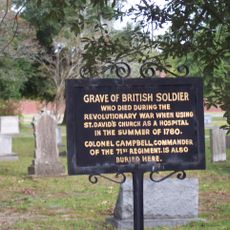 GRAVE OF BRITISH SOLDIER
WHO DIED DURING THE
REVOLUTIONARY WAR WHEN USING
ST. DAVID'S CHURCH AS A HOSPITAL
IN THE SUMMER OF 1780.
COLONEL CAMPBELL, COMMANDER
OF THE 71ST REGIMENT, IS ALSO
BURIED HERE.